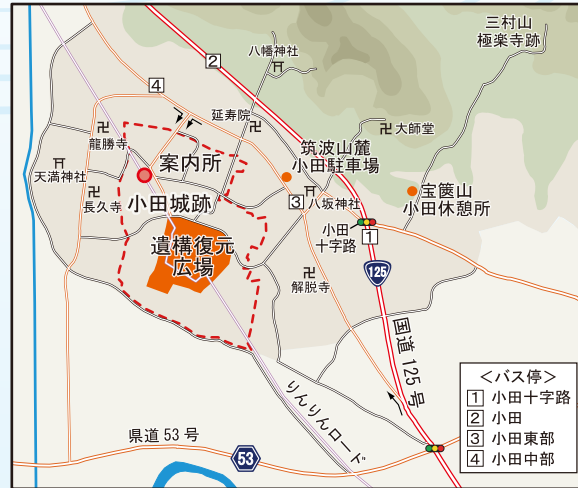 三村山
極楽寺跡
八幡神社
2
4
延寿院
龍勝寺
案内所
筑波山麓
小田駐車場
大師堂
天満神社
長久寺
小田城跡
3
八坂神社
宝篋山
小田休憩所
小田
十字路
1
遺構復元
広場
解脱寺
125
国道125号
りんりんロード
県道53号
53
＜バス停＞
1 小田十字路
2 小田
3 小田東部
4 小田中部